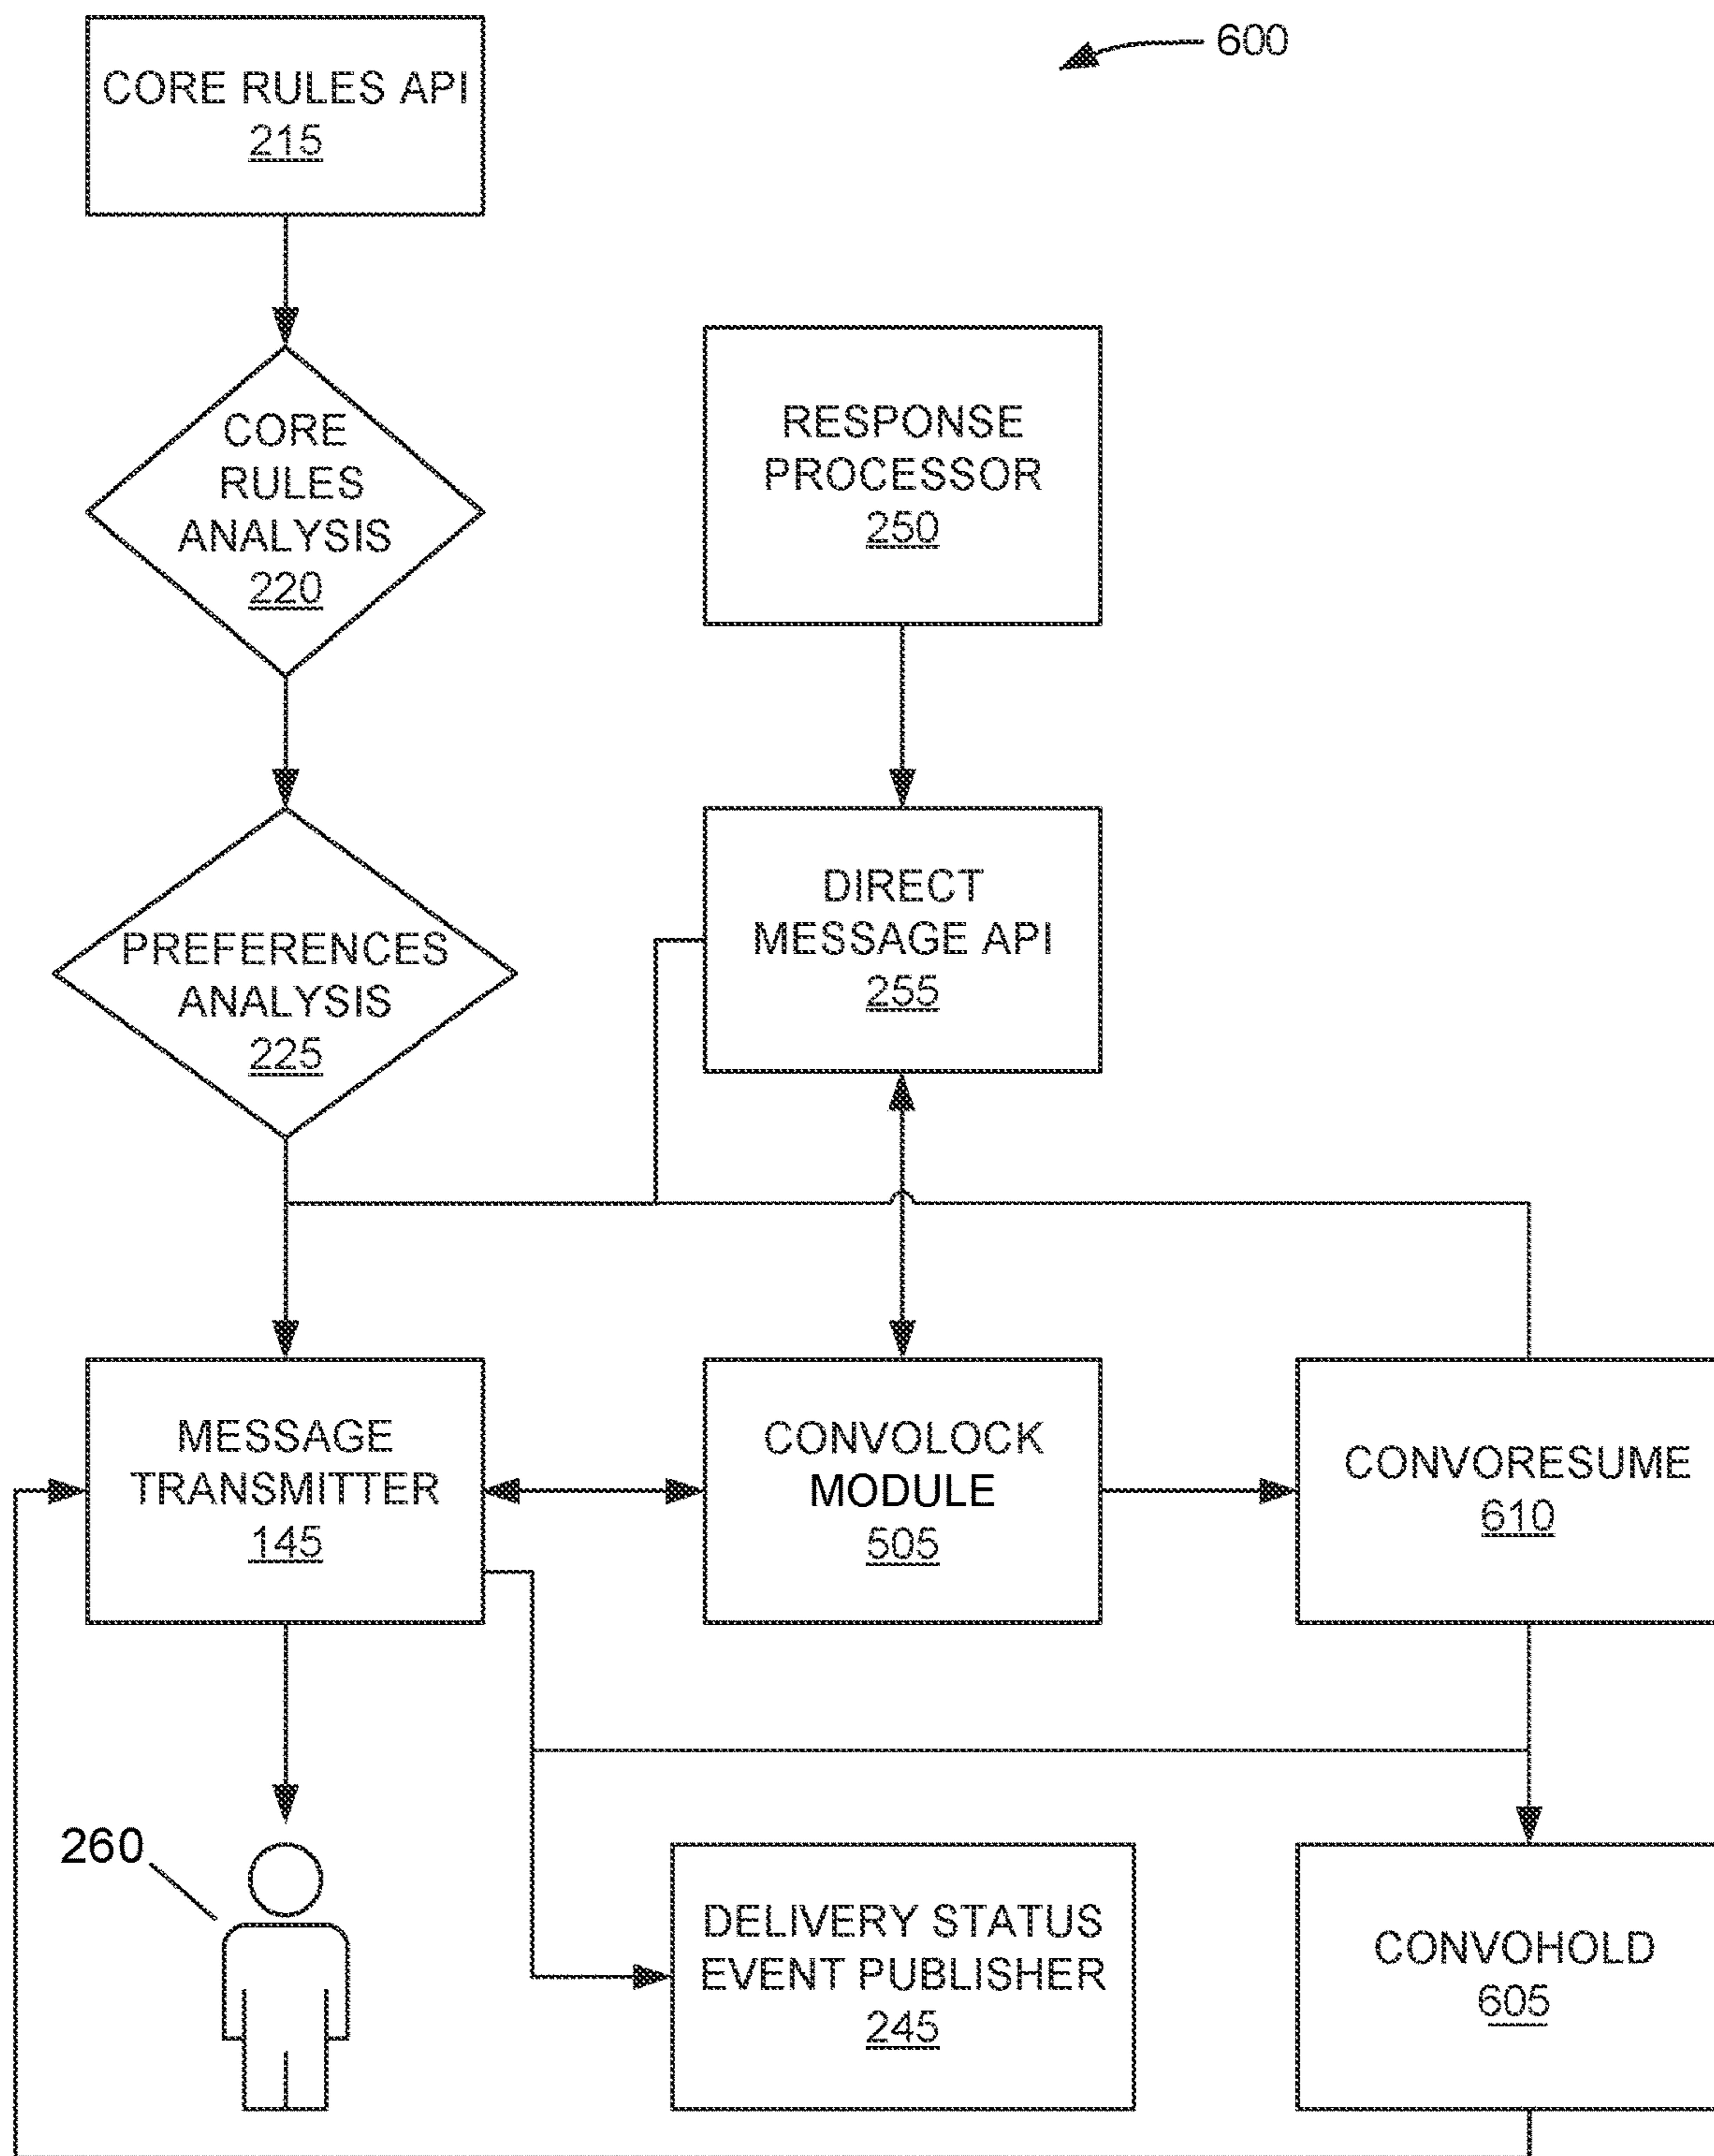 600
CORE RULES API
215
CORE
RULES
ANALYSIS
220
RESPONSE
PROCESSOR
250
PREFERENCES
ANALYSIS
225
DIRECT
MESSAGE API
255
MESSAGE
TRANSMITTER
145
CONVOLOCK
MODULE
505
CONVORESUME
610
260
DELIVERY STATUS
EVENT PUBLISHER
245
CONVOHOLD
605